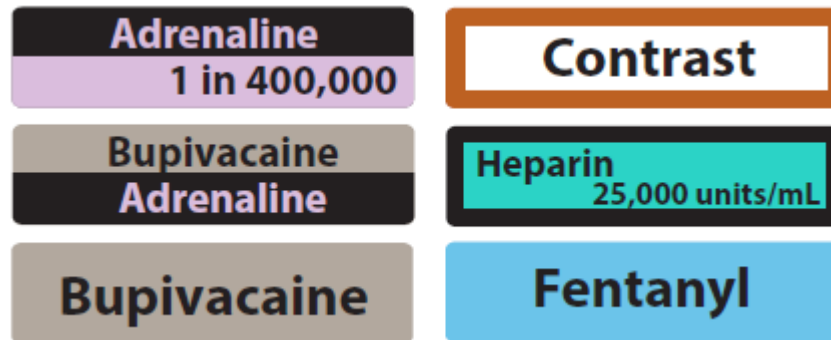 Adrenaline
1 in 400,000
Contrast
Bupivacaine
Adrenaline
Heparin
25,000 units/mL
Bupivacaine
Fentanyl